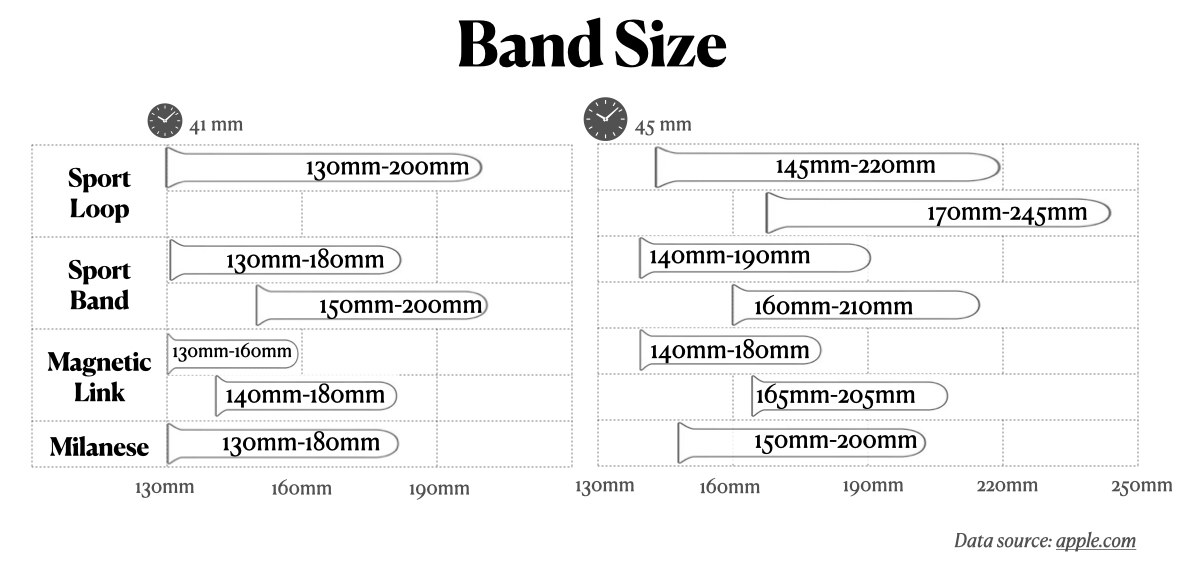 Band Size
41 mm
45 mm
Sport
Loop
130mm-200mm
145mm-220mm
170mm-245mm
Sport
Band
130mm-180mm
140mm-190mm
150mm-200mm
160mm-210mm
Magnetic
Link
130mm-160mm
140mm-180mm
140mm-180mm
165mm-205mm
Milanese
130mm-180mm
150mm-200mm
130mm 160mm 190mm
130mm 160mm 190mm 220mm 250mm
Data source: apple.com